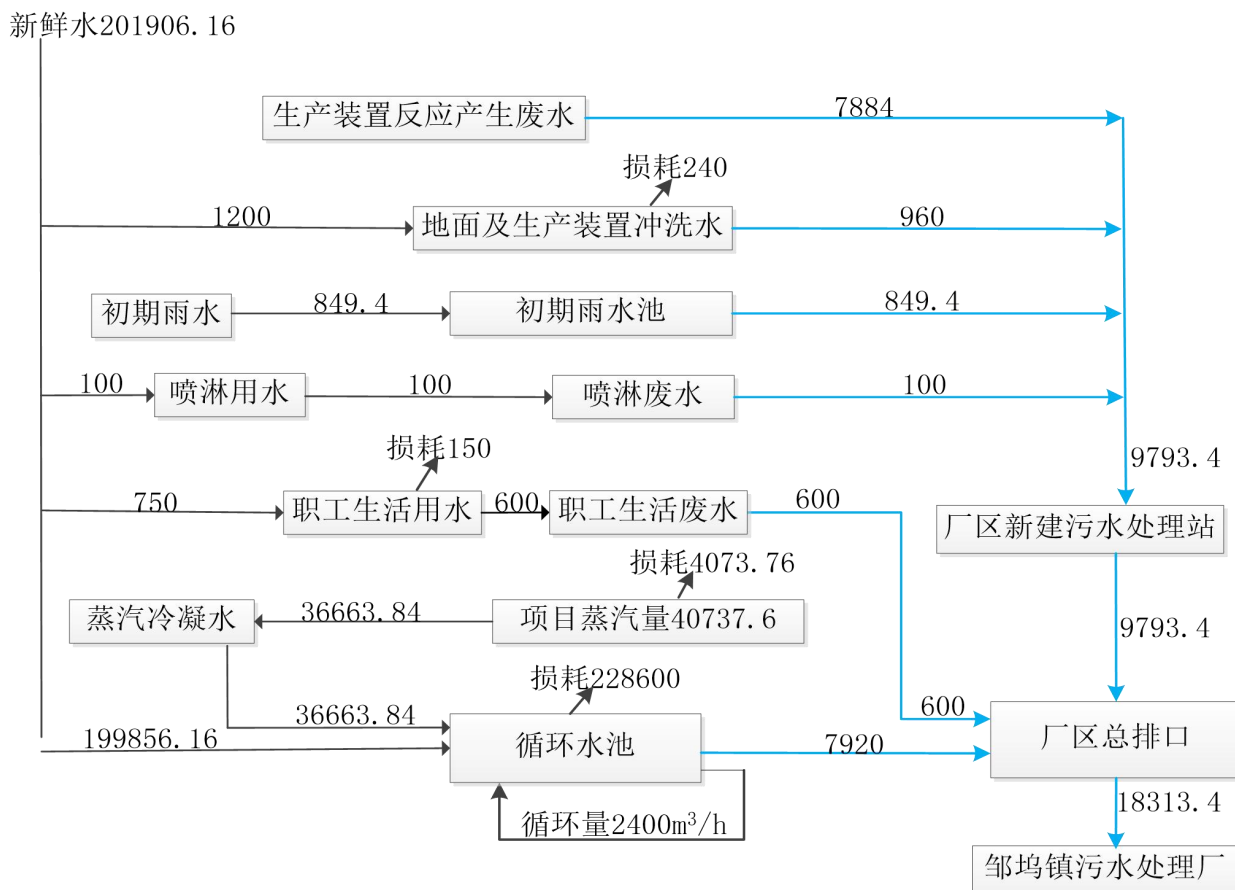 新鲜水201906.16
生产装置反应产生废水
7884
损耗240
1200
地面及生产装置冲洗水
960
初期雨水
849.4
初期雨水池
849.4
100
喷淋用水
100
喷淋废水
100
损耗150
9793.4
750
职工生活用水
600
职工生活废水
600
厂区新建污水处理站
损耗4073.76
蒸汽冷凝水
36663.84
项目蒸汽量40737.6
9793.4
损耗228600
36663.84
600
199856.16
循环水池
7920
厂区总排口
循环量2400m³/h
18313.4
邹坞镇污水处理厂